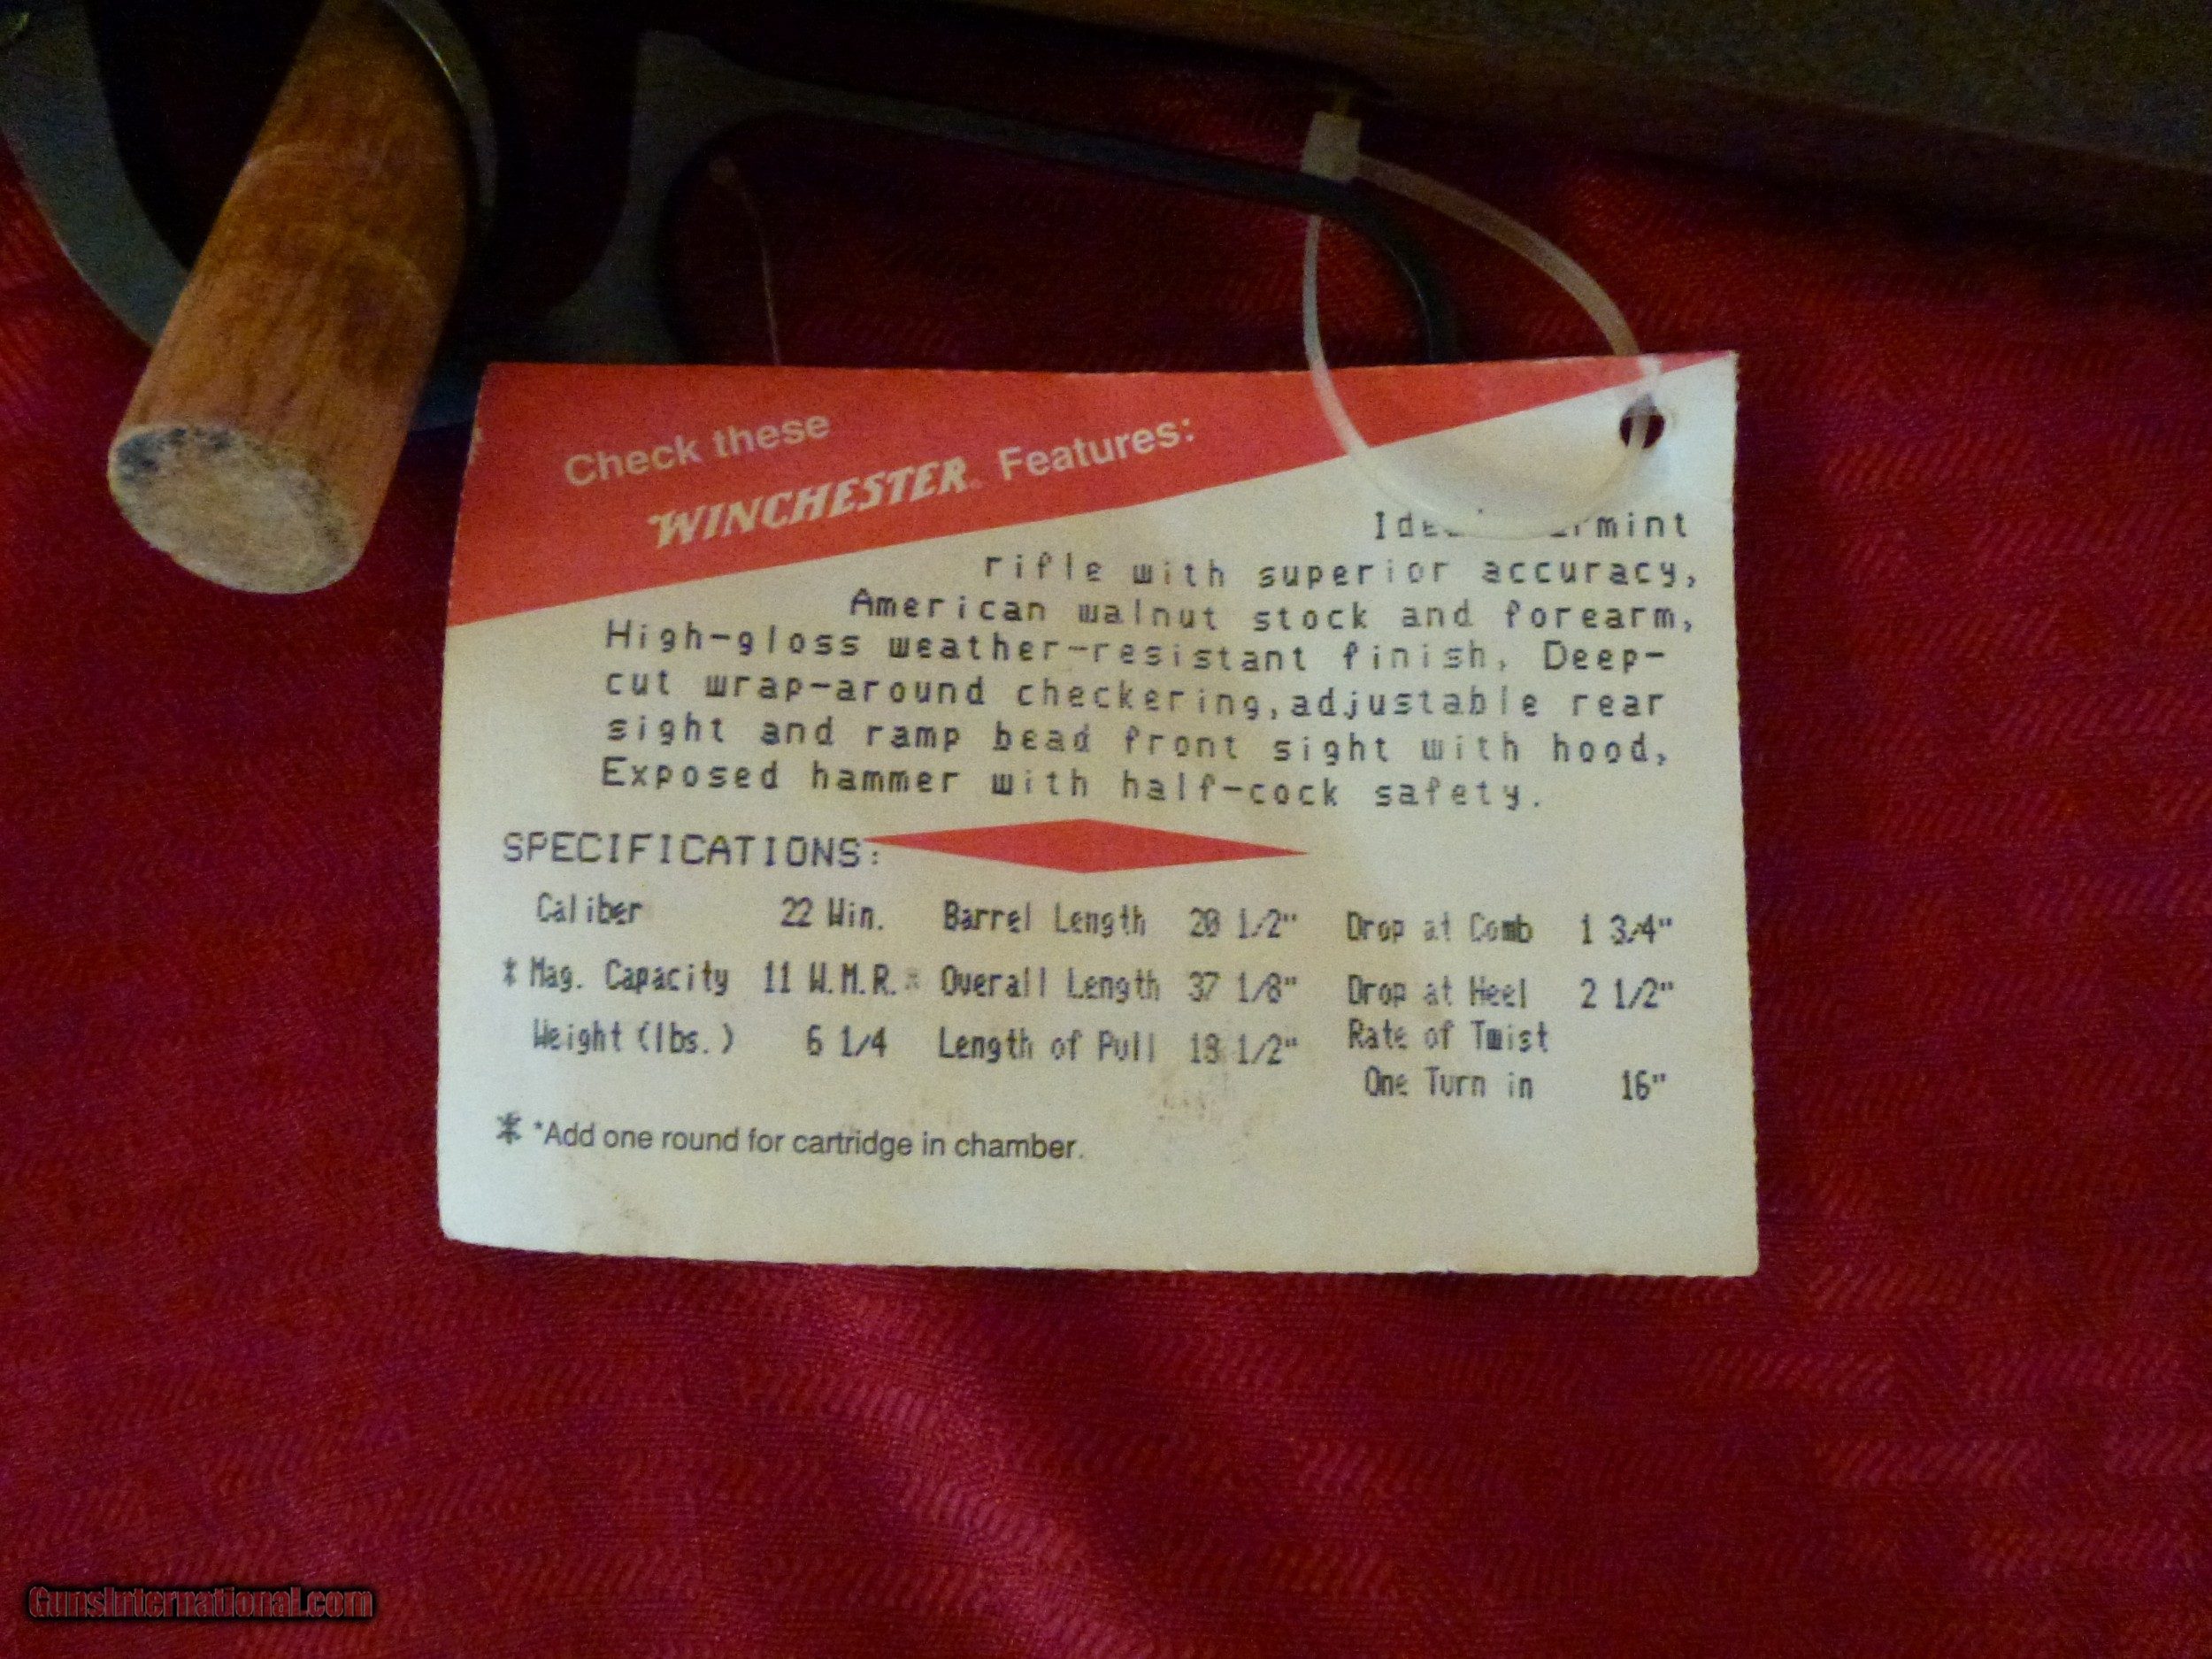 Check these
WINCHESTER Features:
rmint
rifle with superior accuracy,
American walnut stock and forearm,
High-gloss weather-resistant finish, Deep-
cut wrap-around checkering,adjustable rear
sight and ramp bead front sight with hood,
Exposed hammer with half-cock safety.
SPECIFICATIONS:
Caliber 22 Win. Barrel Length 20 1/2" Drop at Comb 1 3/4"
* Mag. Capacity 11 W.M.R.* Overall Length 37 1/8" Drop at Heel 2 1/2"
Weight (lbs.) 6 1/4 Length of Pull 1/2" Rate of Twist
One Turn in 16"
* *Add one round for cartridge in chamber.
GunsInternational.com